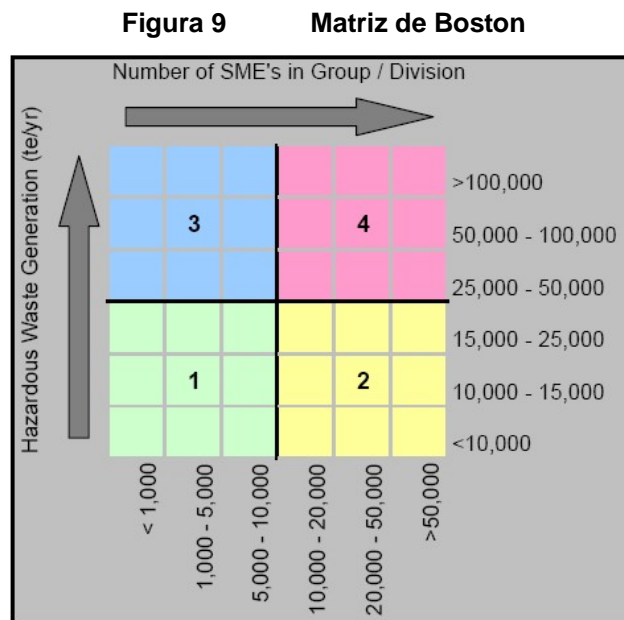 Figura 9 Matriz de Boston
Number of SME's in Group / Division
Hazardous Waste Generation (te/yr)
3
4
>100,000
50,000 - 100,000
25,000 - 50,000
1
2
15,000 - 25,000
10,000 - 15,000
<10,000
< 1,000
1,000 - 5,000
5,000 - 10,000
10,000 - 20,000
20,000 - 50,000
>50,000